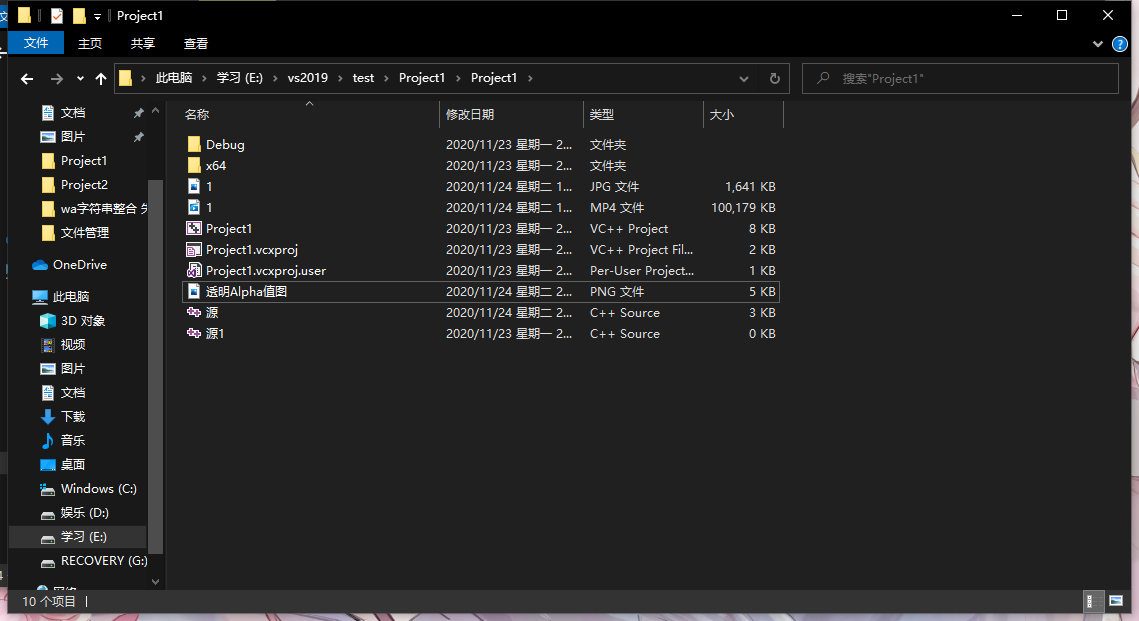 Project1
文件 主页 共享 查看
此电脑 学习 (E:) vs2019 test Project1 Project1 搜索"Project1"
名称 修改日期 类型 大小
文档
图片
Project1
Project2
wa字符串整合
文件管理
OneDrive
此电脑
3D 对象
视频
图片
文档
下载
音乐
桌面
Windows (C:)
娱乐 (D:)
学习 (E:)
RECOVERY (G:)
Debug 2020/11/23 星期一 2... 文件夹
x64 2020/11/23 星期一 2... 文件夹
1 2020/11/24 星期二 1... JPG 文件 1,641 KB
1 2020/11/24 星期二 1... MP4 文件 100,179 KB
Project1 2020/11/23 星期一 2... VC++ Project 8 KB
Project1.vcxproj 2020/11/23 星期一 2... VC++ Project Fil... 2 KB
Project1.vcxproj.user 2020/11/23 星期一 2... Per-User Project... 1 KB
透明Alpha值图 2020/11/24 星期二 2... PNG 文件 5 KB
源 2020/11/24 星期二 2... C++ Source 3 KB
源1 2020/11/23 星期一 2... C++ Source 0 KB
10 个项目